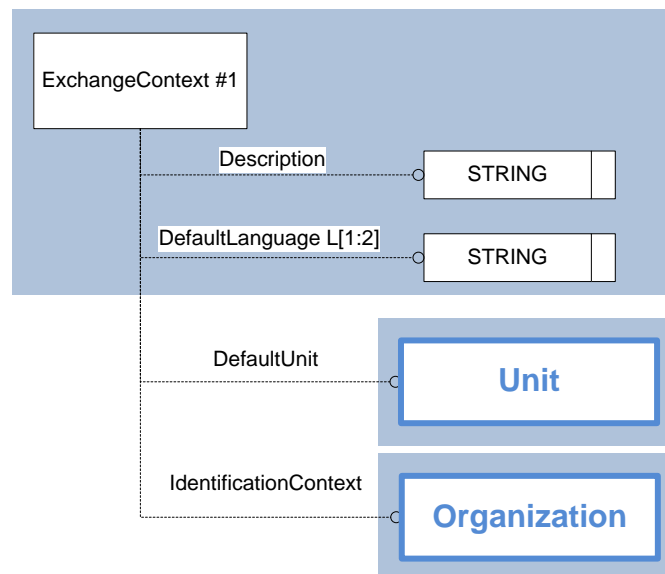 ExchangeContext #1
Description
STRING
DefaultLanguage L[1:2]
STRING
DefaultUnit
Unit
IdentificationContext
Organization